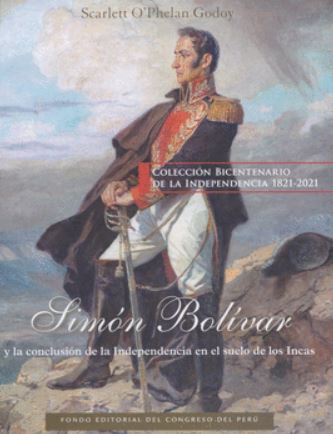 Scarlett O'Phelan Godoy
COLECCIÓN BICENTENARIO
DE LA INDEPENDENCIA 1821-2021
Simón Bolívar
y la conclusión de la Independencia en el suelo de los Incas
FONDO EDITORIAL DEL CONGRESO DEL PERÚ